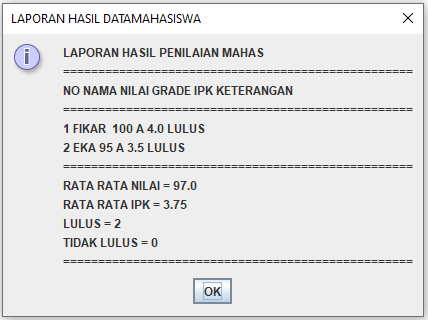 LAPORAN HASIL DATAMAHASISWA
LAPORAN HASIL PENILAIAN MAHAS
==================================================
NO NAMA NILAI GRADE IPK KETERANGAN
==================================================
1 FIKAR  100 A 4.0 LULUS
2 EKA 95 A 3.5 LULUS
==================================================
RATA RATA NILAI = 97.0
RATA RATA IPK = 3.75
LULUS = 2
TIDAK LULUS = 0
==================================================
OK